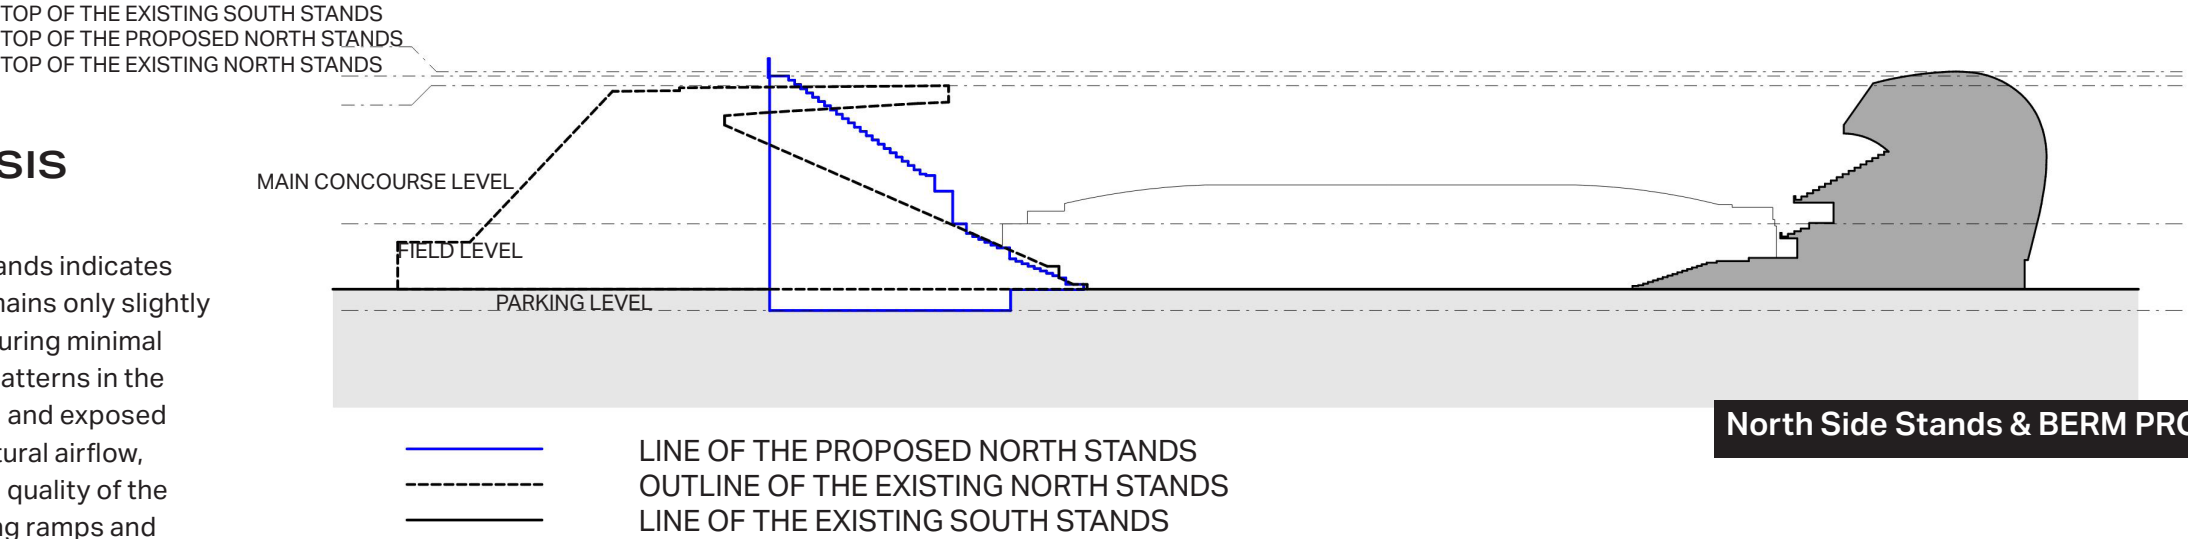 TOP OF THE EXISTING SOUTH STANDS
TOP OF THE PROPOSED NORTH STANDS
TOP OF THE EXISTING NORTH STANDS
SIS
ands indicates
nains only slightly
uring minimal
atterns in the
and exposed
tural airflow,
quality of the
ng ramps and
MAIN CONCOURSE LEVEL
FIELD LEVEL
PARKING LEVEL
LINE OF THE PROPOSED NORTH STANDS
OUTLINE OF THE EXISTING NORTH STANDS
LINE OF THE EXISTING SOUTH STANDS
North Side Stands & BERM PRO